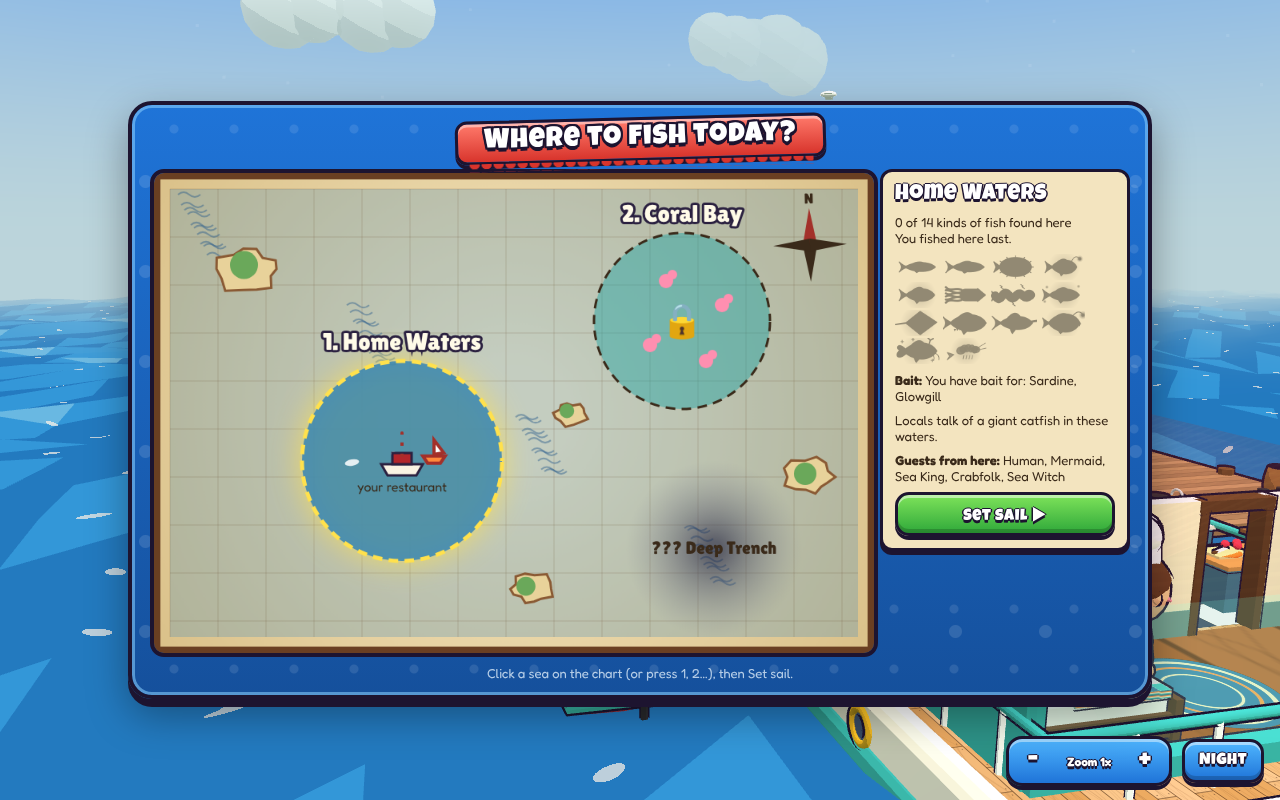 WHERE TO FISH TODAY?
N
2. Coral Bay
1. Home Waters
your restaurant
??? Deep Trench
HOME WATERS
0 of 14 kinds of fish found here
You fished here last.
Bait: You have bait for: Sardine,
Glowgill
Locals talk of a giant catfish in these
waters.
Guests from here: Human, Mermaid,
Sea King, Crabfolk, Sea Witch
SET SAIL
Click a sea on the chart (or press 1, 2...), then Set sail.
- Zoom 1x +
NIGHT